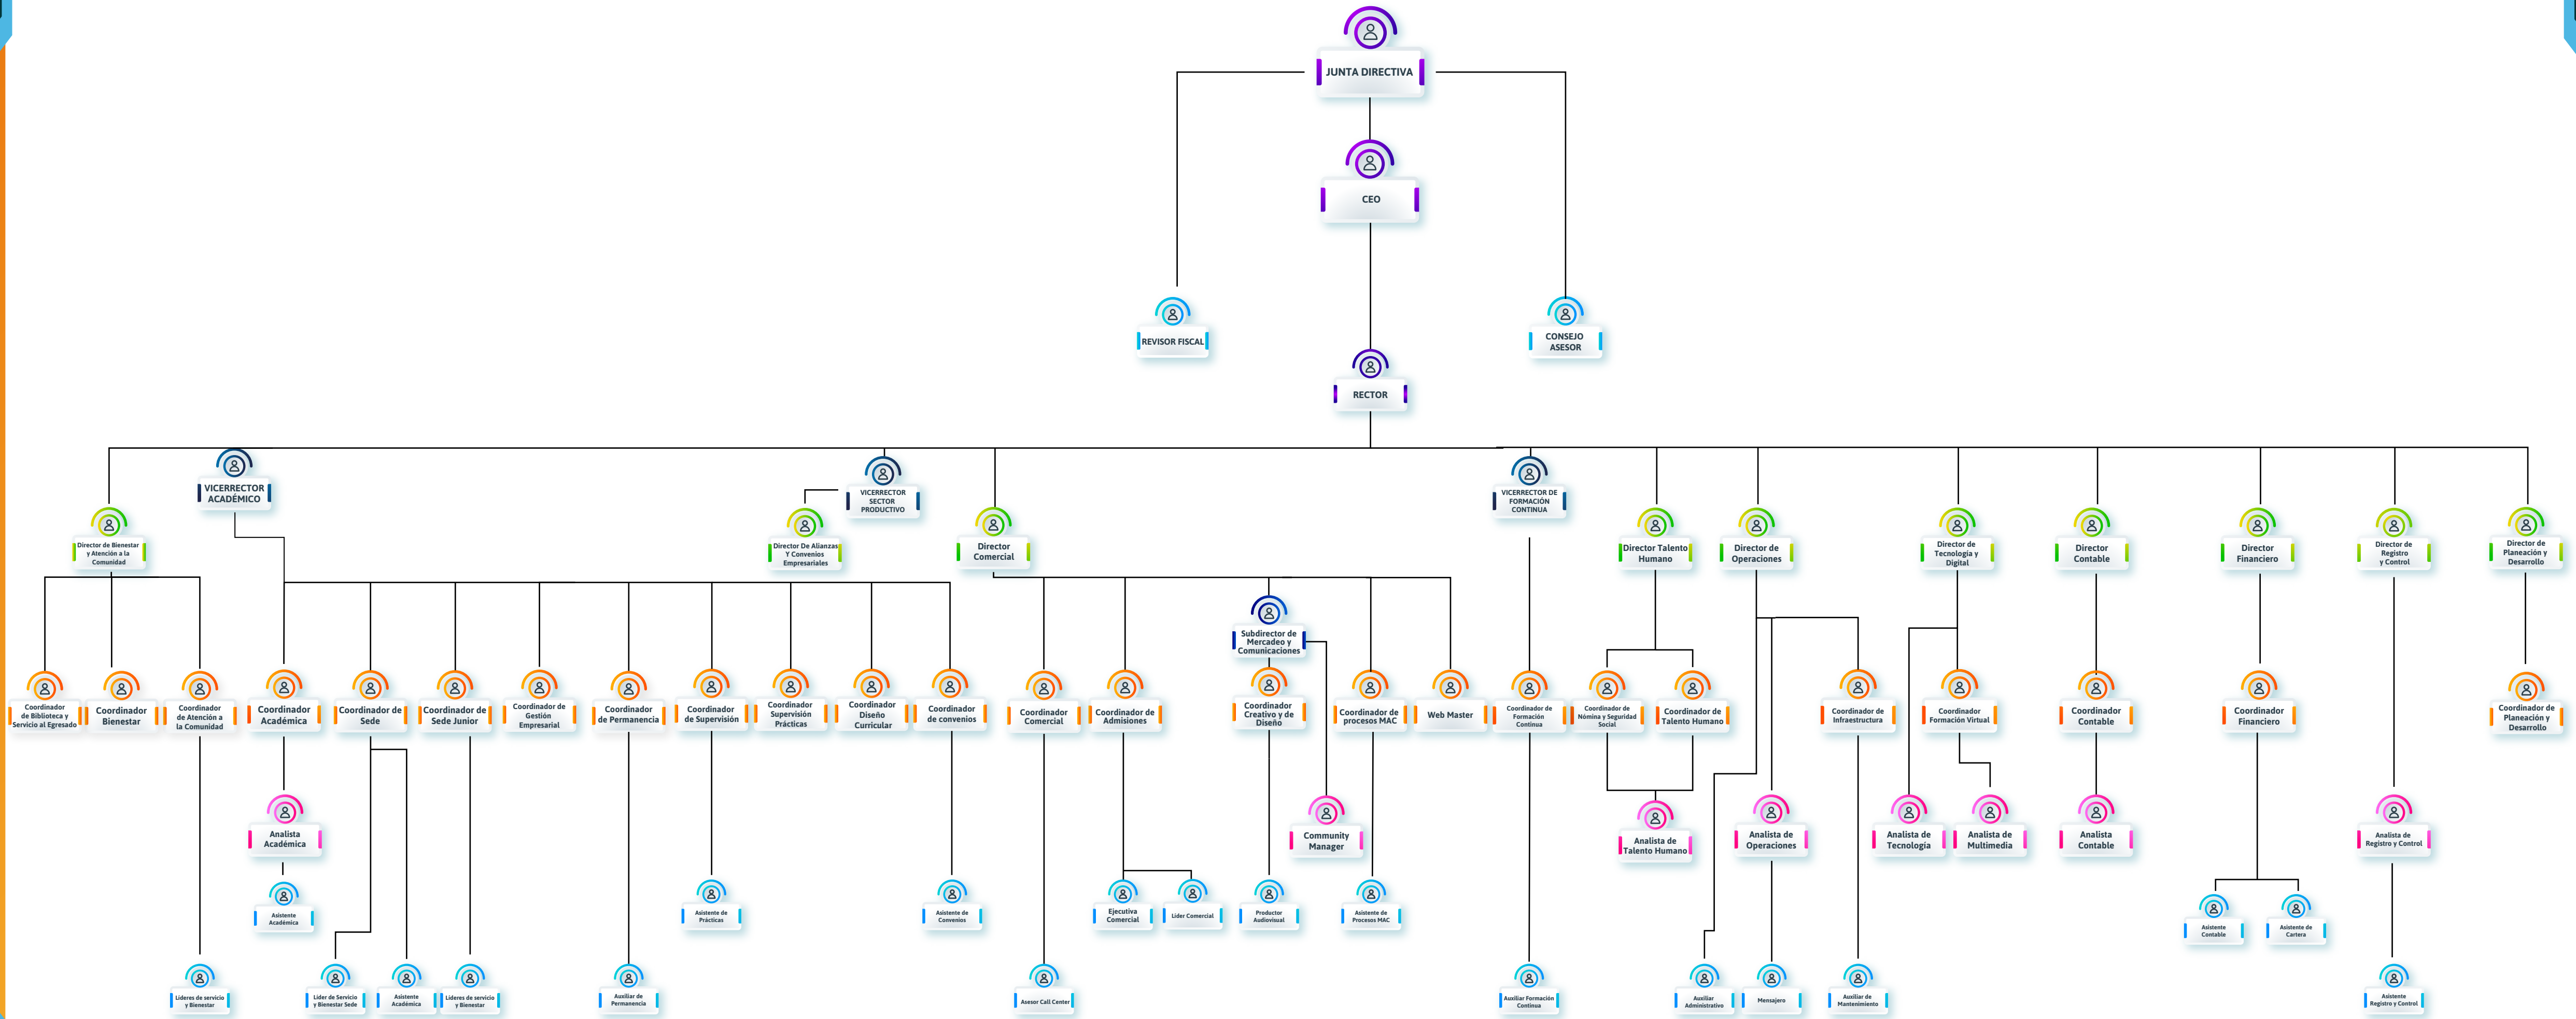 JUNTA DIRECTIVA
CEO
REVISOR FISCAL
CONSEJO
ASESOR
RECTOR
VICERRECTOR
ACADÉMICO
VICERRECTOR
SECTOR
PRODUCTIVO
VICERRECTOR DE
FORMACIÓN
CONTINUA
Director de Bienestar
y Atención a la
Comunidad
Director De Alianzas
Y Convenios
Empresariales
Director
Comercial
Director Talento
Humano
Director de
Operaciones
Director de
Tecnología y
Digital
Director
Contable
Director
Financiero
Director de
Registro
y Control
Director de
Planeación y
Desarrollo
Subdirector de
Mercadeo y
Comunicaciones
Coordinador
de Biblioteca y
Servicio al Egresado
Coordinador
Bienestar
Coordinador
de Atención a
la Comunidad
Coordinador
Académica
Coordinador de
Sede
Coordinador de
Sede Junior
Coordinador de
Gestión
Empresarial
Coordinador
de Permanencia
Coordinador
de Supervisión
Coordinador
Supervisión
Prácticas
Coordinador
Diseño
Curricular
Coordinador
de convenios
Coordinador
Comercial
Coordinador de
Admisiones
Coordinador
Creativo y de
Diseño
Coordinador de
procesos MAC
Web Master
Coordinador de
Formación
Continua
Coordinador de
Nómina y Seguridad
Social
Coordinador de
Talento Humano
Coordinador de
Infraestructura
Coordinador
Formación Virtual
Coordinador
Contable
Coordinador
Financiero
Coordinador de
Planeación y
Desarrollo
Analista
Académica
Community
Manager
Analista de
Talento Humano
Analista de
Operaciones
Analista de
Tecnología
Analista de
Multimedia
Analista
Contable
Analista de
Registro y Control
Asistente
Académica
Asistente de
Prácticas
Asistente de
Convenios
Ejecutiva
Comercial
Lider Comercial
Productor
Audiovisual
Asistente de
Procesos MAC
Asistente
Contable
Asistente de
Cartera
Líderes de servicio
y Bienestar
Lider de Servicio
y Bienestar Sede
Asistente
Académica
Líderes de servicio
y Bienestar
Auxiliar de
Permanencia
Asesor Call Center
Auxiliar Formación
Continua
Auxiliar
Administrativo
Mensajero
Auxiliar de
Mantenimiento
Asistente
Registro y Control